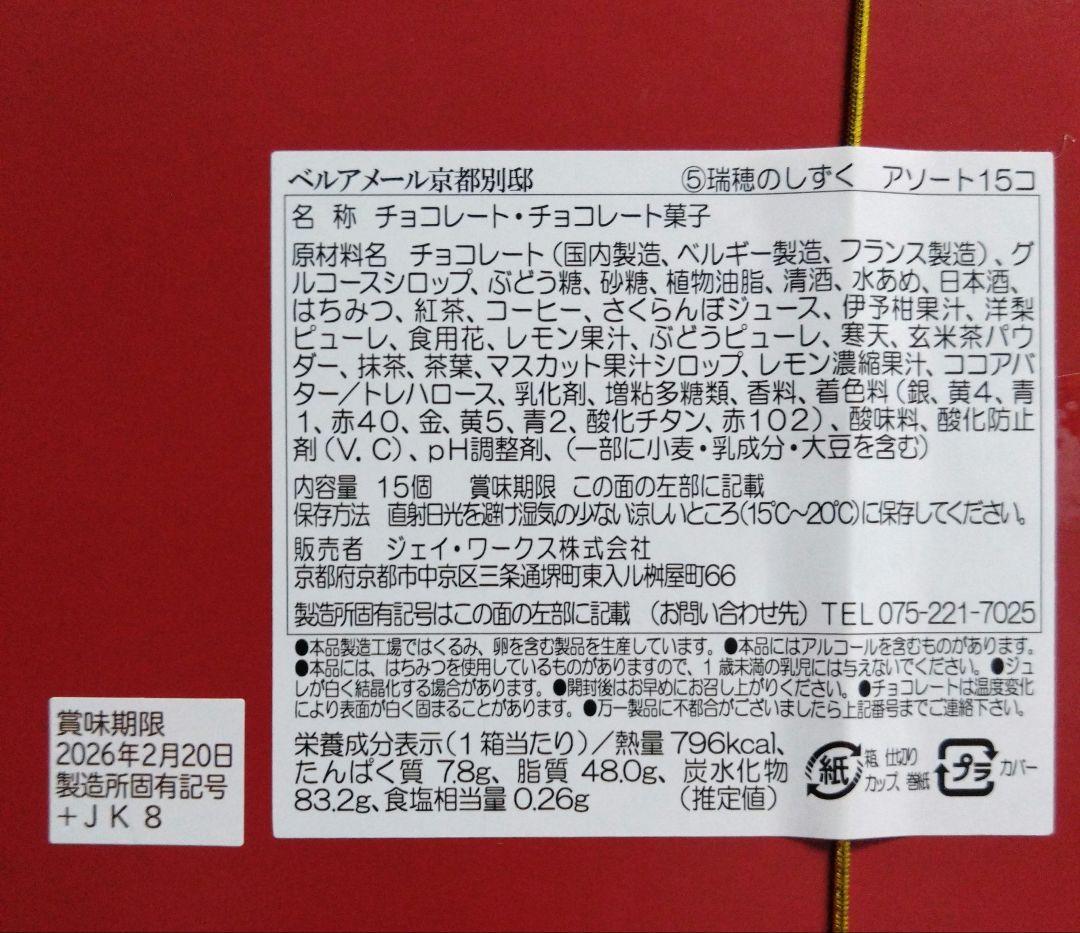 ベルアメール京都別邸 ⑤瑞穂のしずく アソート15コ
名 称 チョコレート・チョコレート菓子
原材料名 チョコレート（国内製造、ベルギー製造、フランス製造）、グ
ルコースシロップ、ぶどう糖、砂糖、植物油脂、清酒、水あめ、日本酒、
はちみつ、紅茶、コーヒー、さくらんぼジュース、伊予柑果汁、洋梨
ピューレ、食用花、レモン果汁、ぶどうピューレ、寒天、玄米茶パウ
ダー、抹茶、茶葉、マスカット果汁シロップ、レモン濃縮果汁、ココアバ
ター／トレハロース、乳化剤、増粘多糖類、香料、着色料（銀、黄4、青
1、赤40、金、黄5、青2、酸化チタン、赤102）、酸味料、酸化防止
剤（V．C）、pH調整剤、（一部に小麦・乳成分・大豆を含む）
内容量 15個 賞味期限 この面の左部に記載
保存方法 直射日光を避け湿気の少ない涼しいところ(15℃〜20℃)に保存してください。
販売者 ジェイ・ワークス株式会社
京都府京都市中京区三条通堺町東入ル桝屋町66
製造所固有記号はこの面の左部に記載 （お問い合わせ先）TEL075-221-7025
●本品製造工場ではくるみ、卵を含む製品を生産しています。●本品にはアルコールを含むものがあります。
●本品には、はちみつを使用しているものがありますので、1歳未満の乳児には与えないでください。●ジュ
レが白く結晶化する場合があります。●開封後はお早めにお召し上がりください。●チョコレートは温度変化
により表面が白く固まることがあります。●万一製品に不都合がございましたら上記番号までご連絡下さい。
栄養成分表示（1箱当たり）／熱量796kcal、
たんぱく質7.8g、脂質48.0g、炭水化物
83.2g、食塩相当量0.26g （推定値）
紙 箱、仕切り
カップ、巻紙
プラ カバー
賞味期限
2026年2月20日
製造所固有記号
+JK8